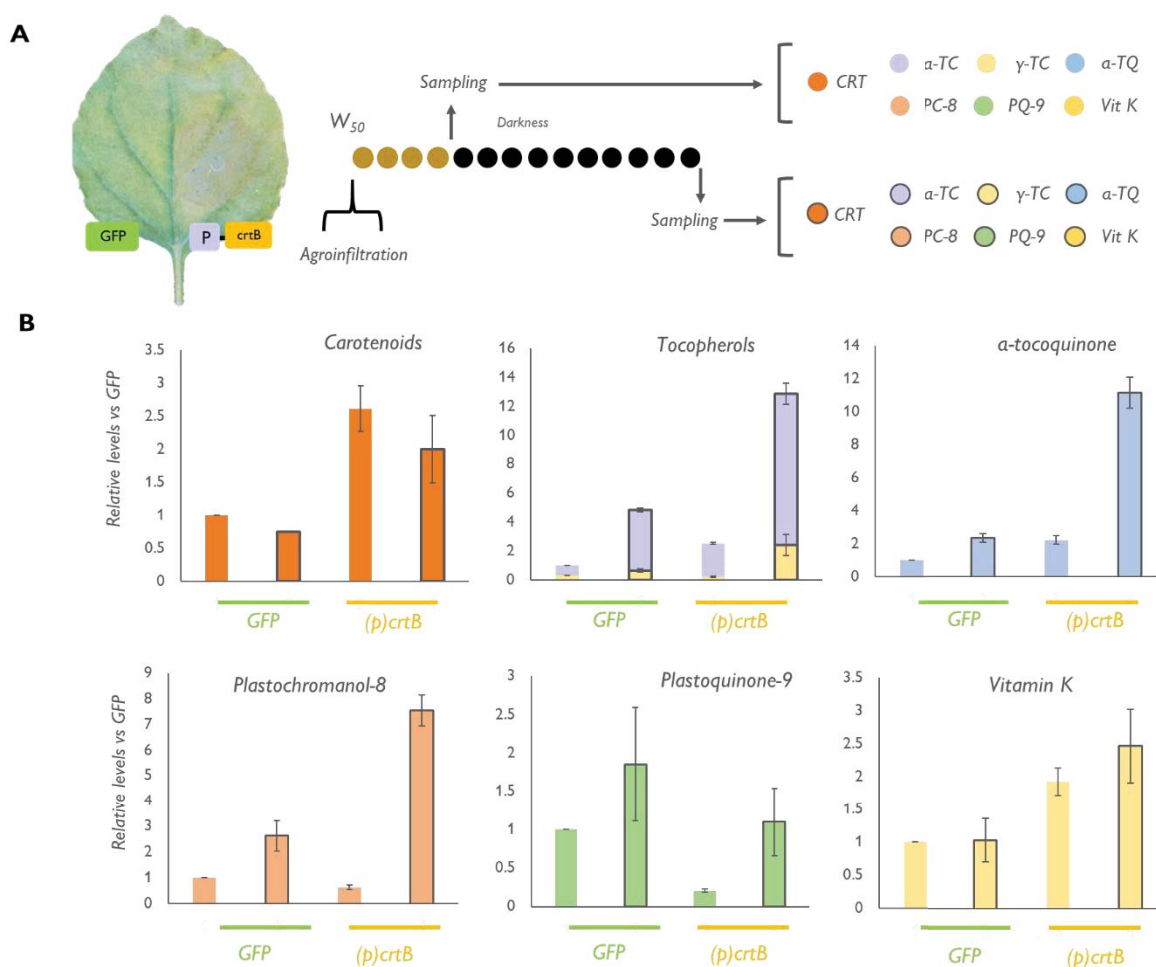 A
Sampling
W50
Darkness
Agroinfiltration
Sampling
GFP
P
crtB
CRT
α-TC
γ-TC
α-TQ
PC-8
PQ-9
Vit K
CRT
α-TC
γ-TC
α-TQ
PC-8
PQ-9
Vit K
B
Carotenoids
Relative levels vs GFP
3.5
3
2.5
2
1.5
1
0.5
0
GFP
(p)crtB
Tocopherols
16
14
12
10
8
6
4
2
0
GFP
(p)crtB
α-tocoquinone
14
12
10
8
6
4
2
0
GFP
(p)crtB
Plastochromanol-8
Relative levels vs GFP
9
8
7
6
5
4
3
2
1
0
GFP
(p)crtB
Plastoquinone-9
3
2.5
2
1.5
1
0.5
0
GFP
(p)crtB
Vitamin K
3.5
3
2.5
2
1.5
1
0.5
0
GFP
(p)crtB